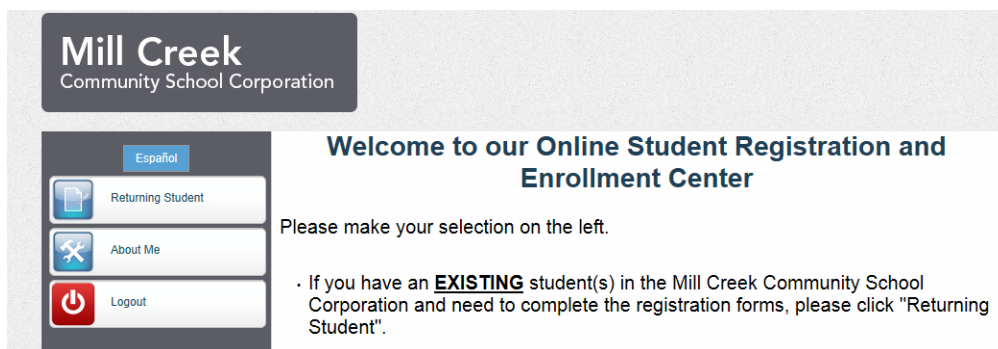 Mill Creek
Community School Corporation
Español
Returning Student
About Me
Logout
Welcome to our Online Student Registration and
Enrollment Center
Please make your selection on the left.
· If you have an EXISTING student(s) in the Mill Creek Community School
Corporation and need to complete the registration forms, please click "Returning
Student".